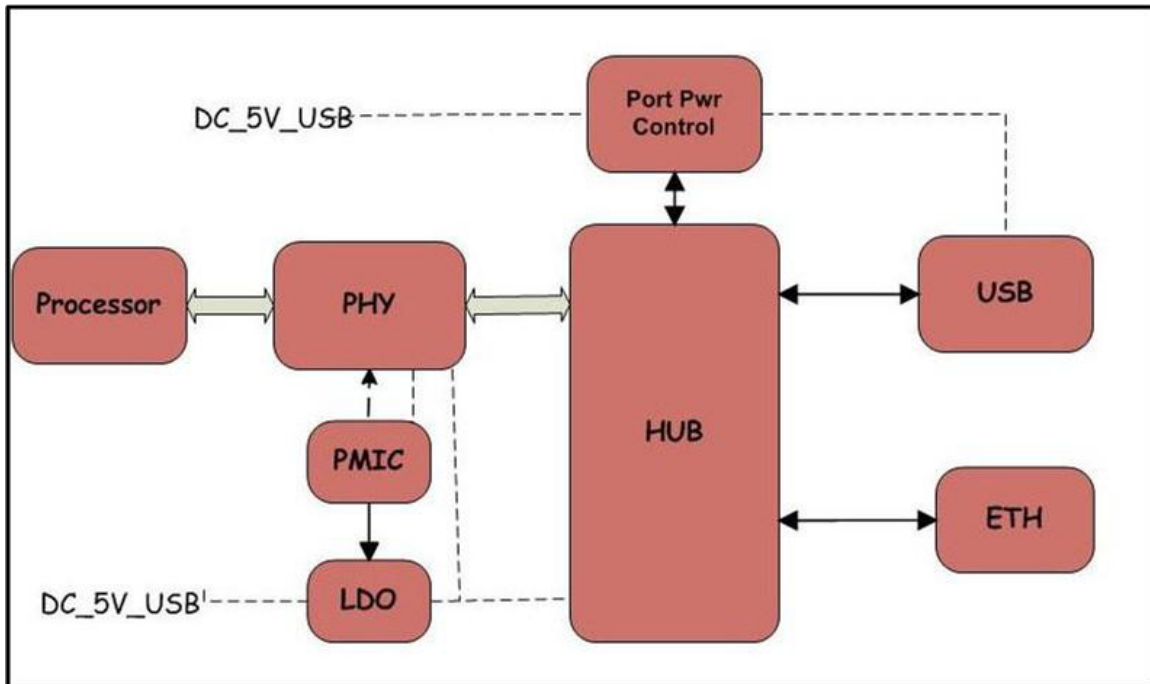 Port Pwr
Control
DC_5V_USB
Processor
PHY
USB
HUB
PMIC
ETH
LDO
DC_5V_USB